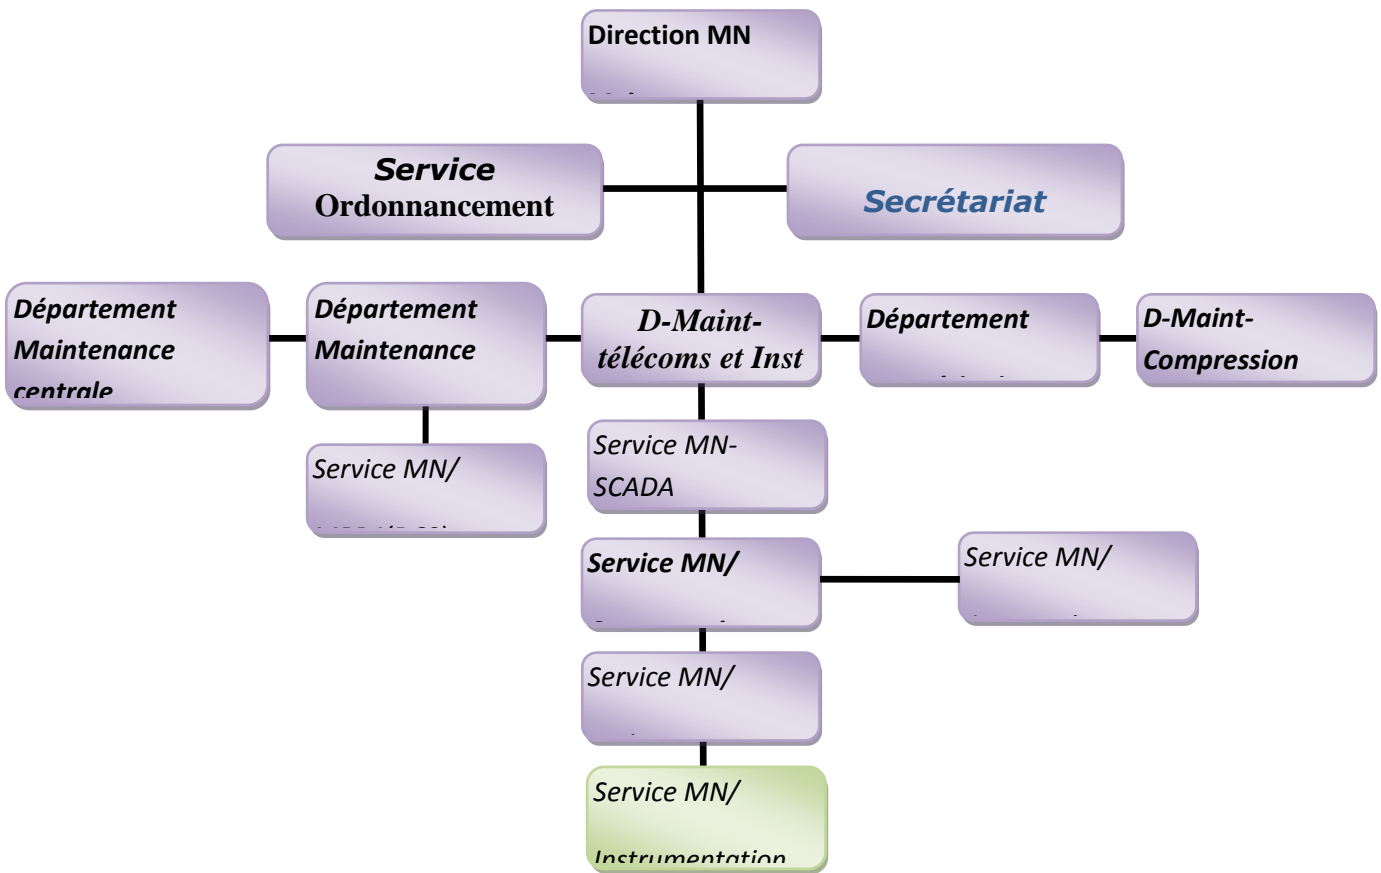 Direction MN
Service
Ordonnancement
Secrétariat
Département
Maintenance
centrale
Département
Maintenance
D-Maint-
télécoms et Inst
Département
D-Maint-
Compression
Service MN/
Service MN-
SCADA
Service MN/
Service MN/
Service MN/
Service MN/
Instrumentation